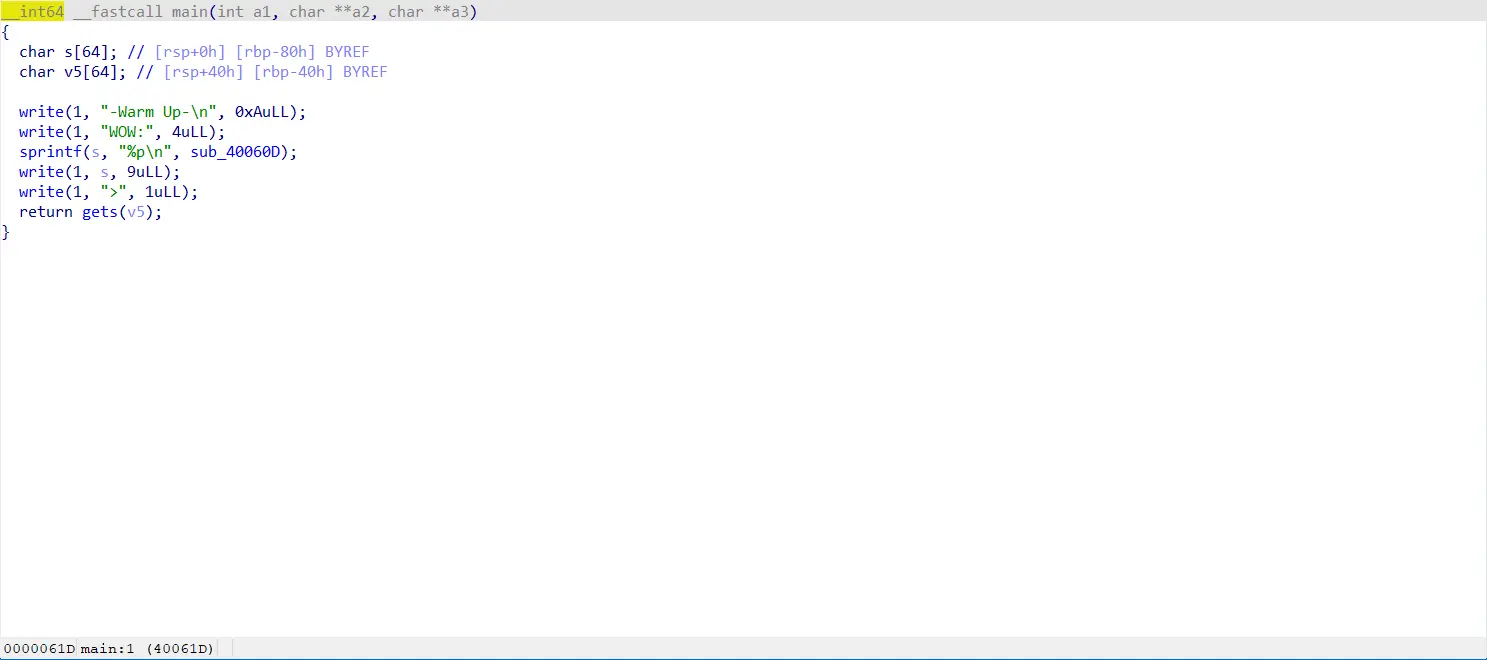 __int64 __fastcall main(int a1, char **a2, char **a3)
{
  char s[64]; // [rsp+0h] [rbp-80h] BYREF
  char v5[64]; // [rsp+40h] [rbp-40h] BYREF

  write(1, "-Warm Up-\n", 0xAuLL);
  write(1, "WOW:", 4uLL);
  sprintf(s, "%p\n", sub_40060D);
  write(1, s, 9uLL);
  write(1, ">", 1uLL);
  return gets(v5);
}
0000061D main:1 (40061D)